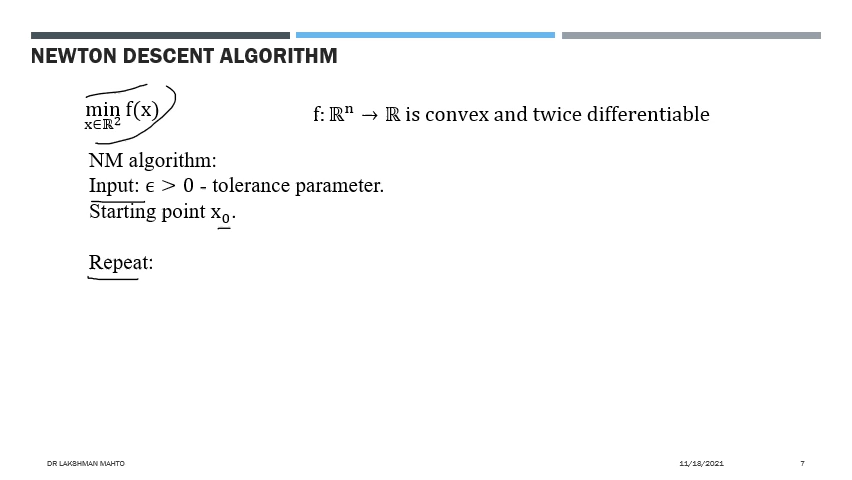 NEWTON DESCENT ALGORITHM
min f(x)
x∈ℝ²
f: ℝⁿ → ℝ is convex and twice differentiable
NM algorithm:
Input: ϵ > 0 - tolerance parameter.
Starting point x₀.
Repeat:
DR LAKSHMAN MAHTO
11/18/2021
7